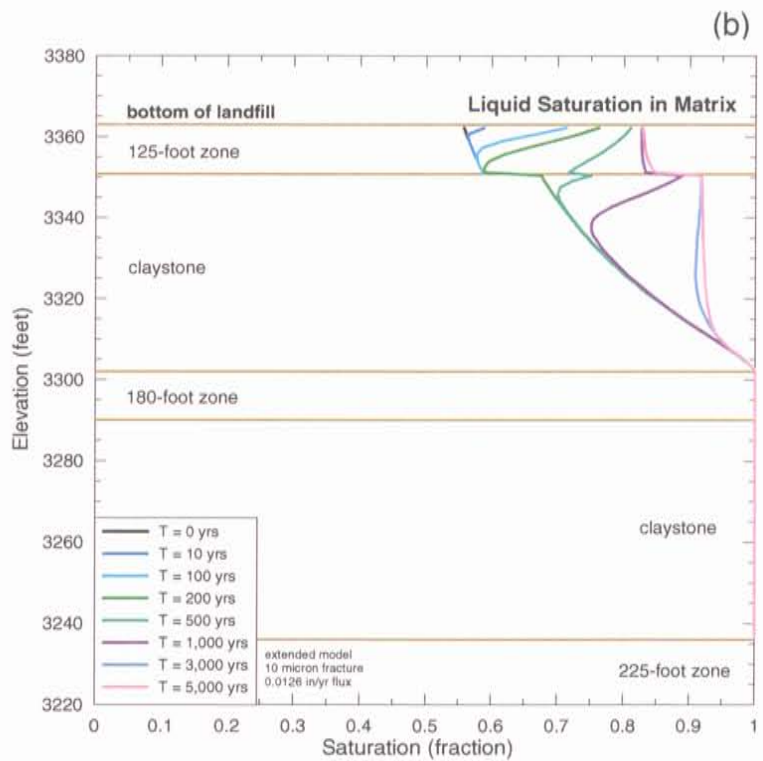 (b)
3380
3360
3340
3320
3300
3280
3260
3240
3220
Elevation (feet)
bottom of landfill
Liquid Saturation in Matrix
125-foot zone
claystone
180-foot zone
claystone
T = 0 yrs
T = 10 yrs
T = 100 yrs
T = 200 yrs
T = 500 yrs
T = 1,000 yrs
T = 3,000 yrs
T = 5,000 yrs
extended model
10 micron fracture
0.0126 in/yr flux
225-foot zone
0 0.1 0.2 0.3 0.4 0.5 0.6 0.7 0.8 0.9 1
Saturation (fraction)